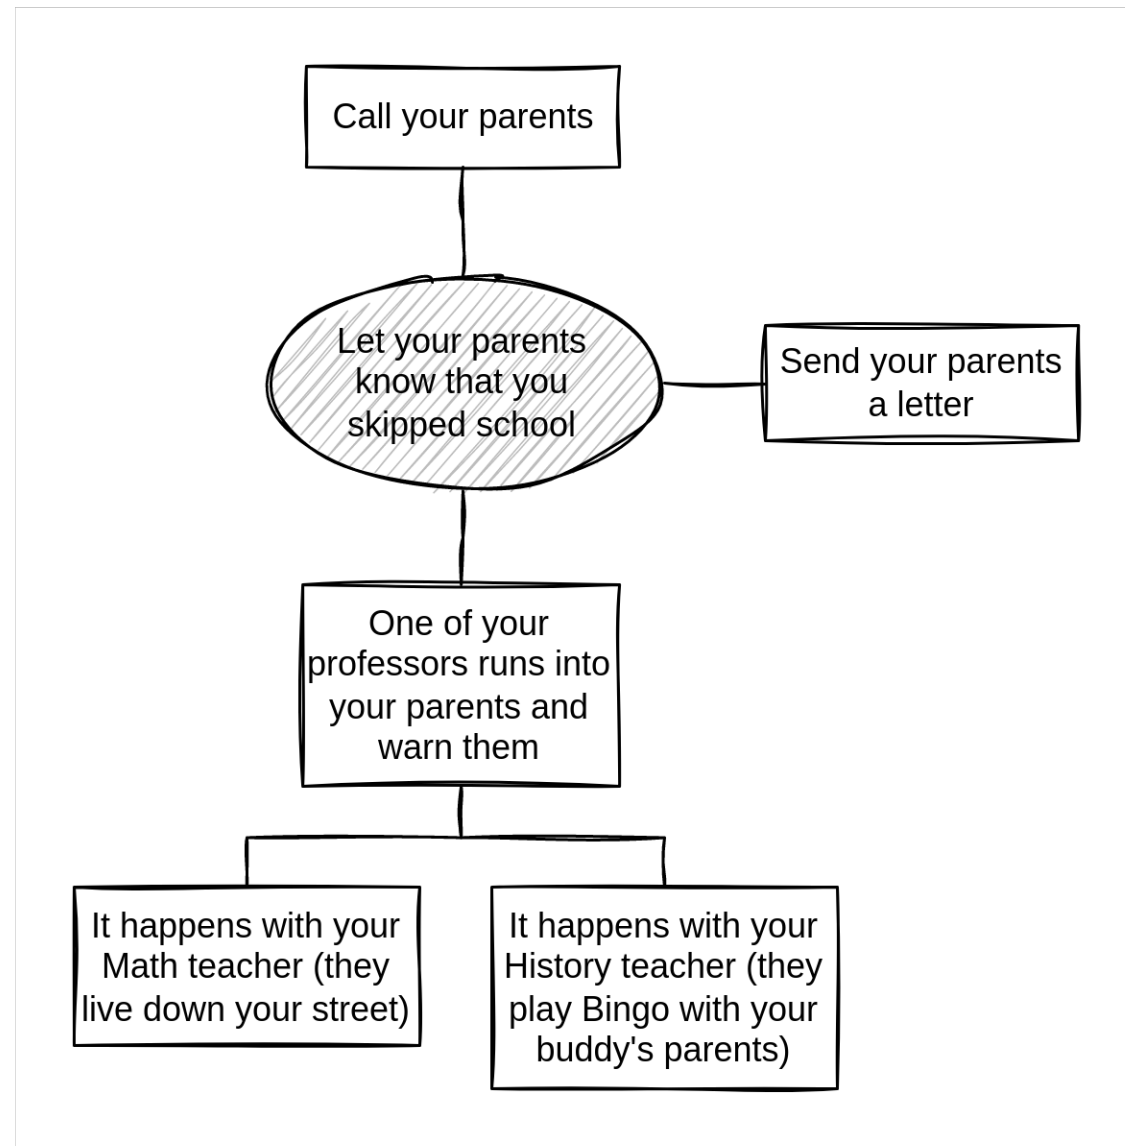 Call your parents
Let your parents
know that you
skipped school
Send your parents
a letter
One of your
professors runs into
your parents and
warn them
It happens with your
Math teacher (they
live down your street)
It happens with your
History teacher (they
play Bingo with your
buddy's parents)